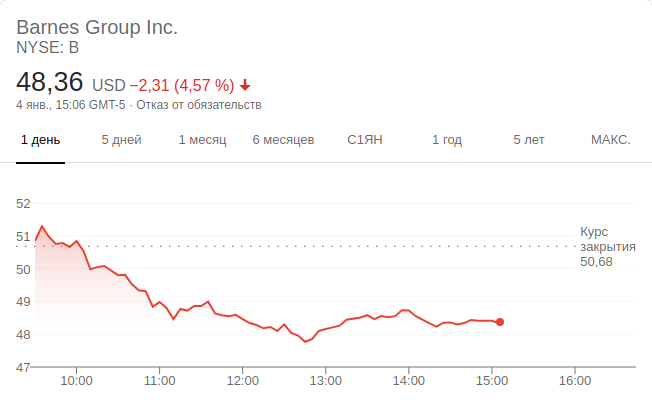 Barnes Group Inc.
NYSE: B
48,36 USD −2,31 (4,57 %)
4 янв., 15:06 GMT-5 · Отказ от обязательств
1 день 5 дней 1 месяц 6 месяцев С1ЯН 1 год 5 лет МАКС.
52
51
50
49
48
47
Курс
закрытия
50,68
10:00 11:00 12:00 13:00 14:00 15:00 16:00